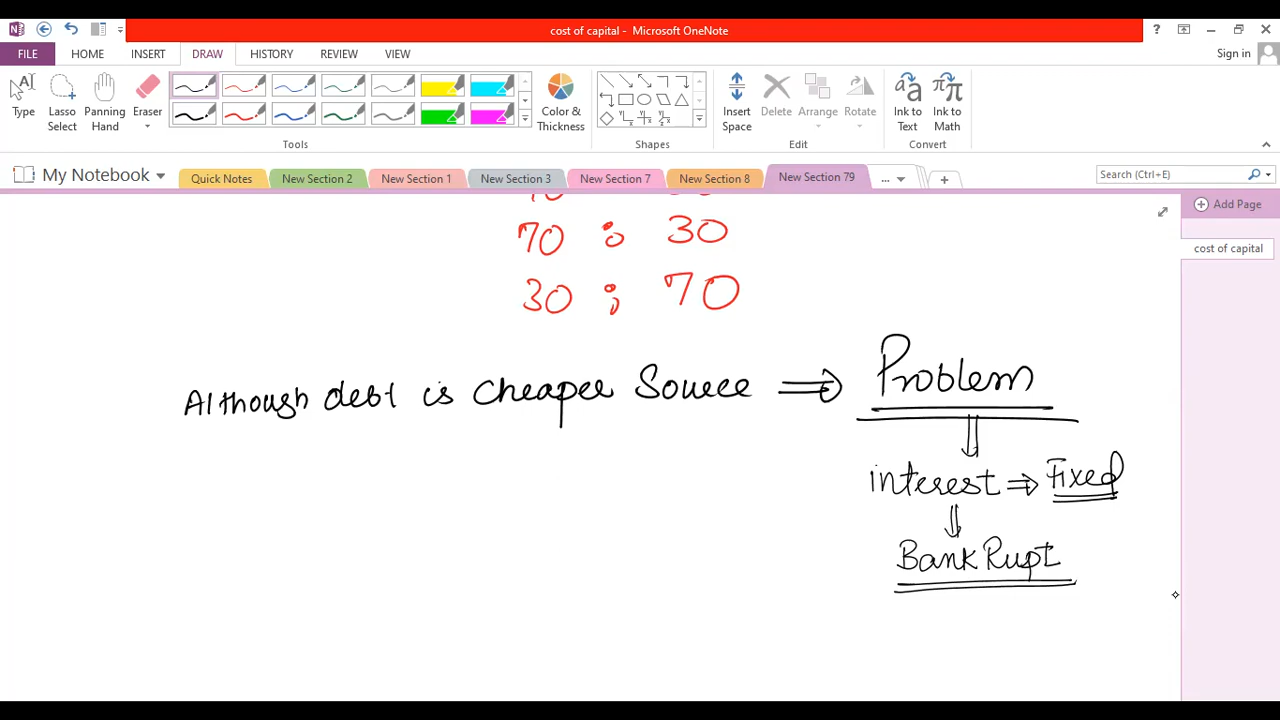 cost of capital - Microsoft OneNote
FILE HOME INSERT DRAW HISTORY REVIEW VIEW
Sign in
Type
Lasso Select
Panning Hand
Eraser
Color & Thickness
Insert Space
Delete
Arrange
Rotate
Ink to Text
Ink to Math
Tools
Shapes
Edit
Convert
My Notebook
Quick Notes
New Section 2
New Section 1
New Section 3
New Section 7
New Section 8
New Section 79
...
Search (Ctrl+E)
Add Page
cost of capital
70 : 30
30 : 70
Although debt is Cheaper Source ⇒ Problem
⇓
interest ⇒ Fixed
⇓
BankRupt